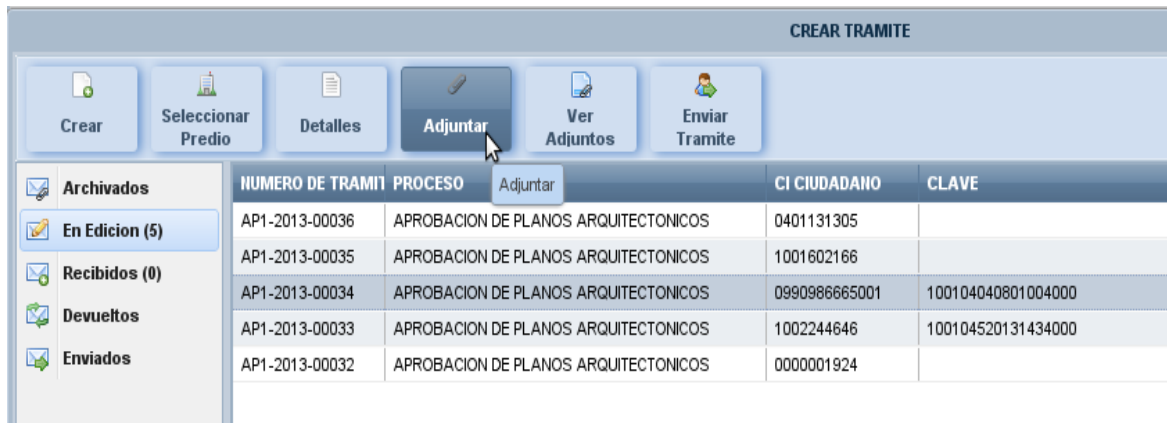 CREAR TRAMITE
Crear
Seleccionar
Predio
Detalles
Adjuntar
Ver
Adjuntos
Enviar
Tramite
Archivados
En Edicion (5)
Recibidos (0)
Devueltos
Enviados
NUMERO DE TRAMIT PROCESO CI CIUDADANO CLAVE
Adjuntar
AP1-2013-00036 APROBACION DE PLANOS ARQUITECTONICOS 0401131305
AP1-2013-00035 APROBACION DE PLANOS ARQUITECTONICOS 1001602166
AP1-2013-00034 APROBACION DE PLANOS ARQUITECTONICOS 0990986665001 100104040801004000
AP1-2013-00033 APROBACION DE PLANOS ARQUITECTONICOS 1002244646 100104520131434000
AP1-2013-00032 APROBACION DE PLANOS ARQUITECTONICOS 0000001924